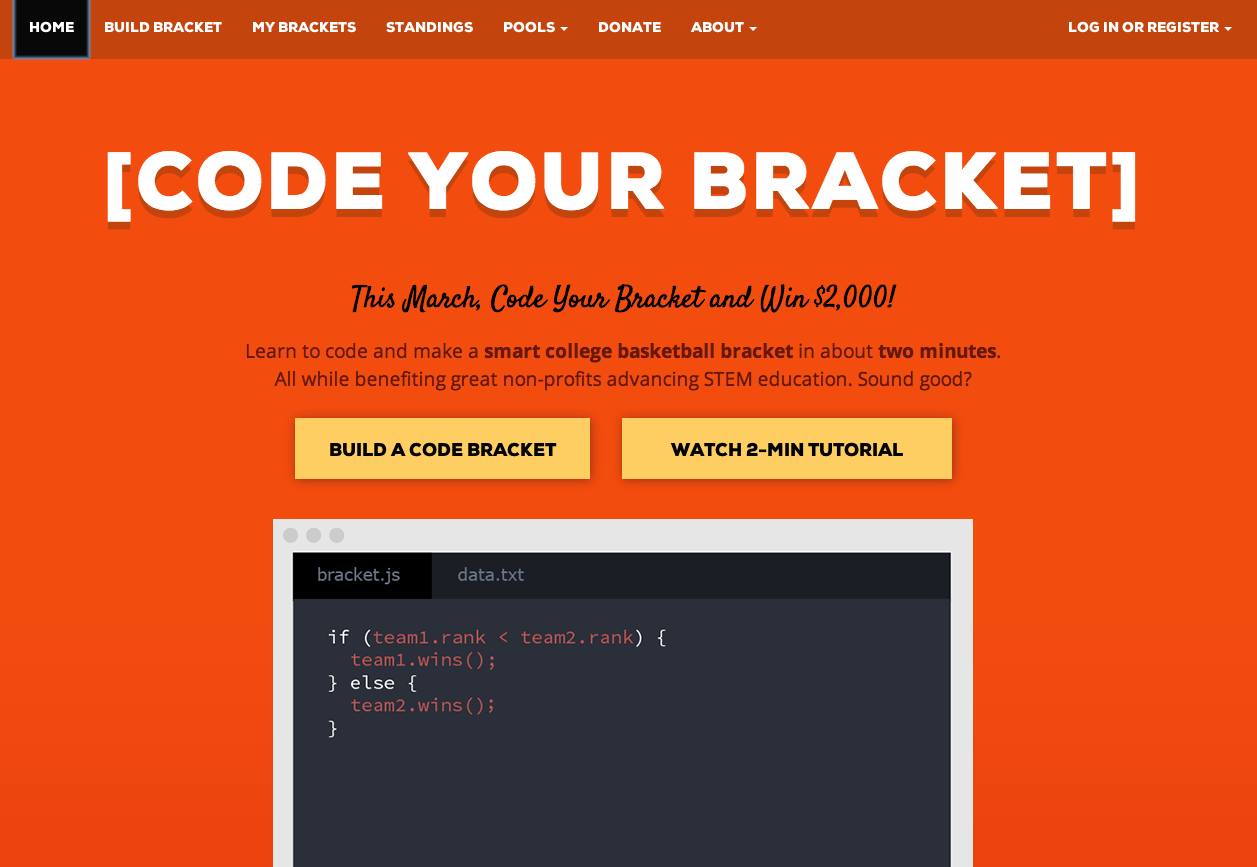 HOME BUILD BRACKET MY BRACKETS STANDINGS POOLS DONATE ABOUT LOG IN OR REGISTER
[CODE YOUR BRACKET]
This March, Code Your Bracket and Win $2,000!
Learn to code and make a smart college basketball bracket in about two minutes.
All while benefiting great non-profits advancing STEM education. Sound good?
BUILD A CODE BRACKET WATCH 2-MIN TUTORIAL
bracket.js data.txt
if (team1.rank < team2.rank) {
  team1.wins();
} else {
  team2.wins();
}